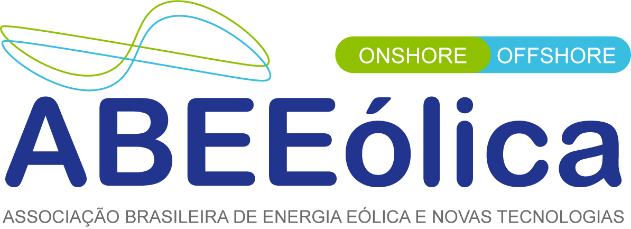 ONSHORE OFFSHORE
ABEEólica
ASSOCIAÇÃO BRASILEIRA DE ENERGIA EÓLICA E NOVAS TECNOLOGIAS